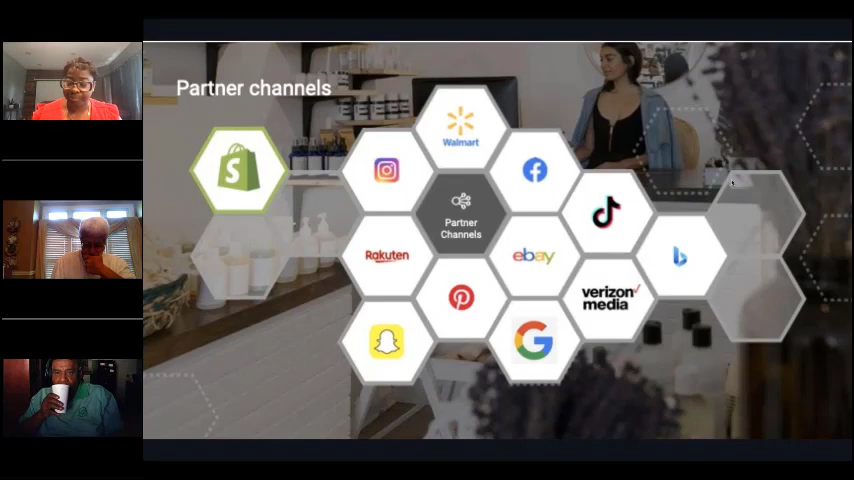 Partner channels
Walmart
Partner
Channels
Rakuten
ebay
verizon
media